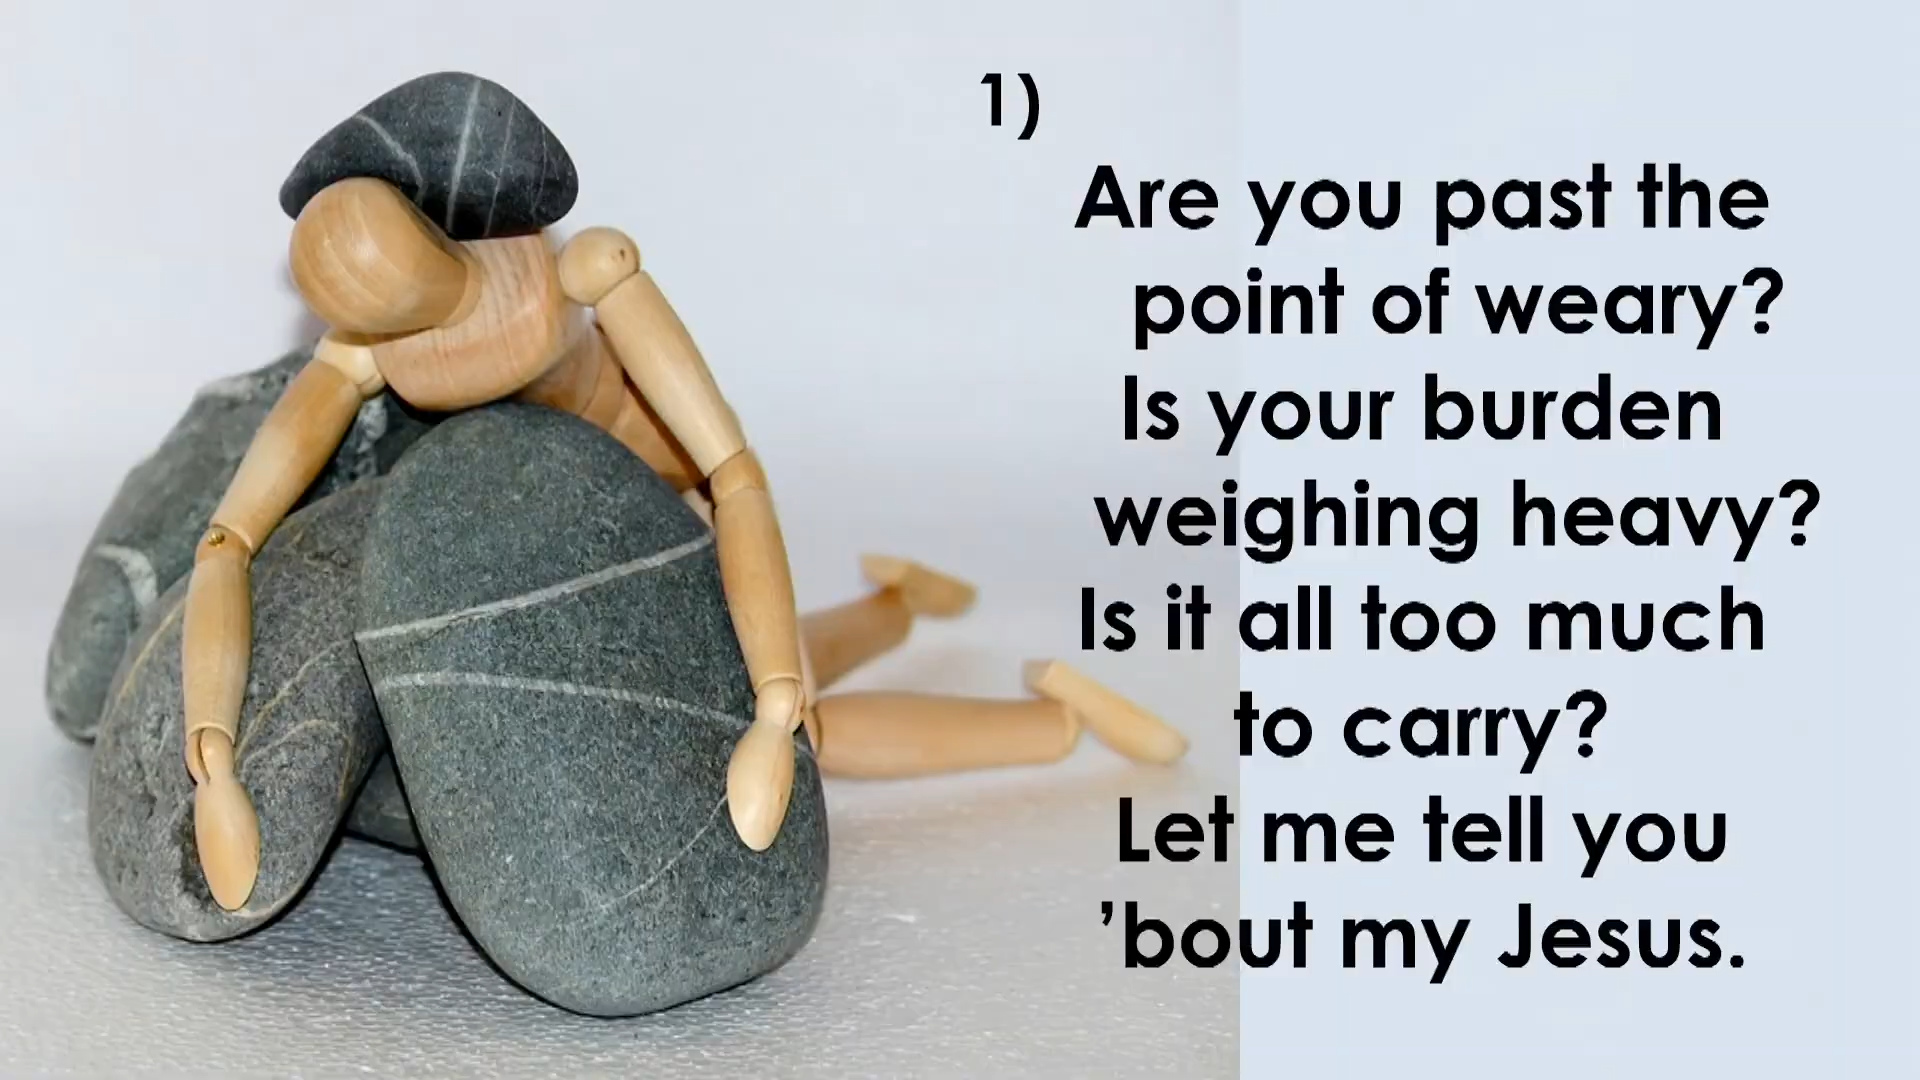 1)
Are you past the
point of weary?
Is your burden
weighing heavy?
Is it all too much
to carry?
Let me tell you
’bout my Jesus.